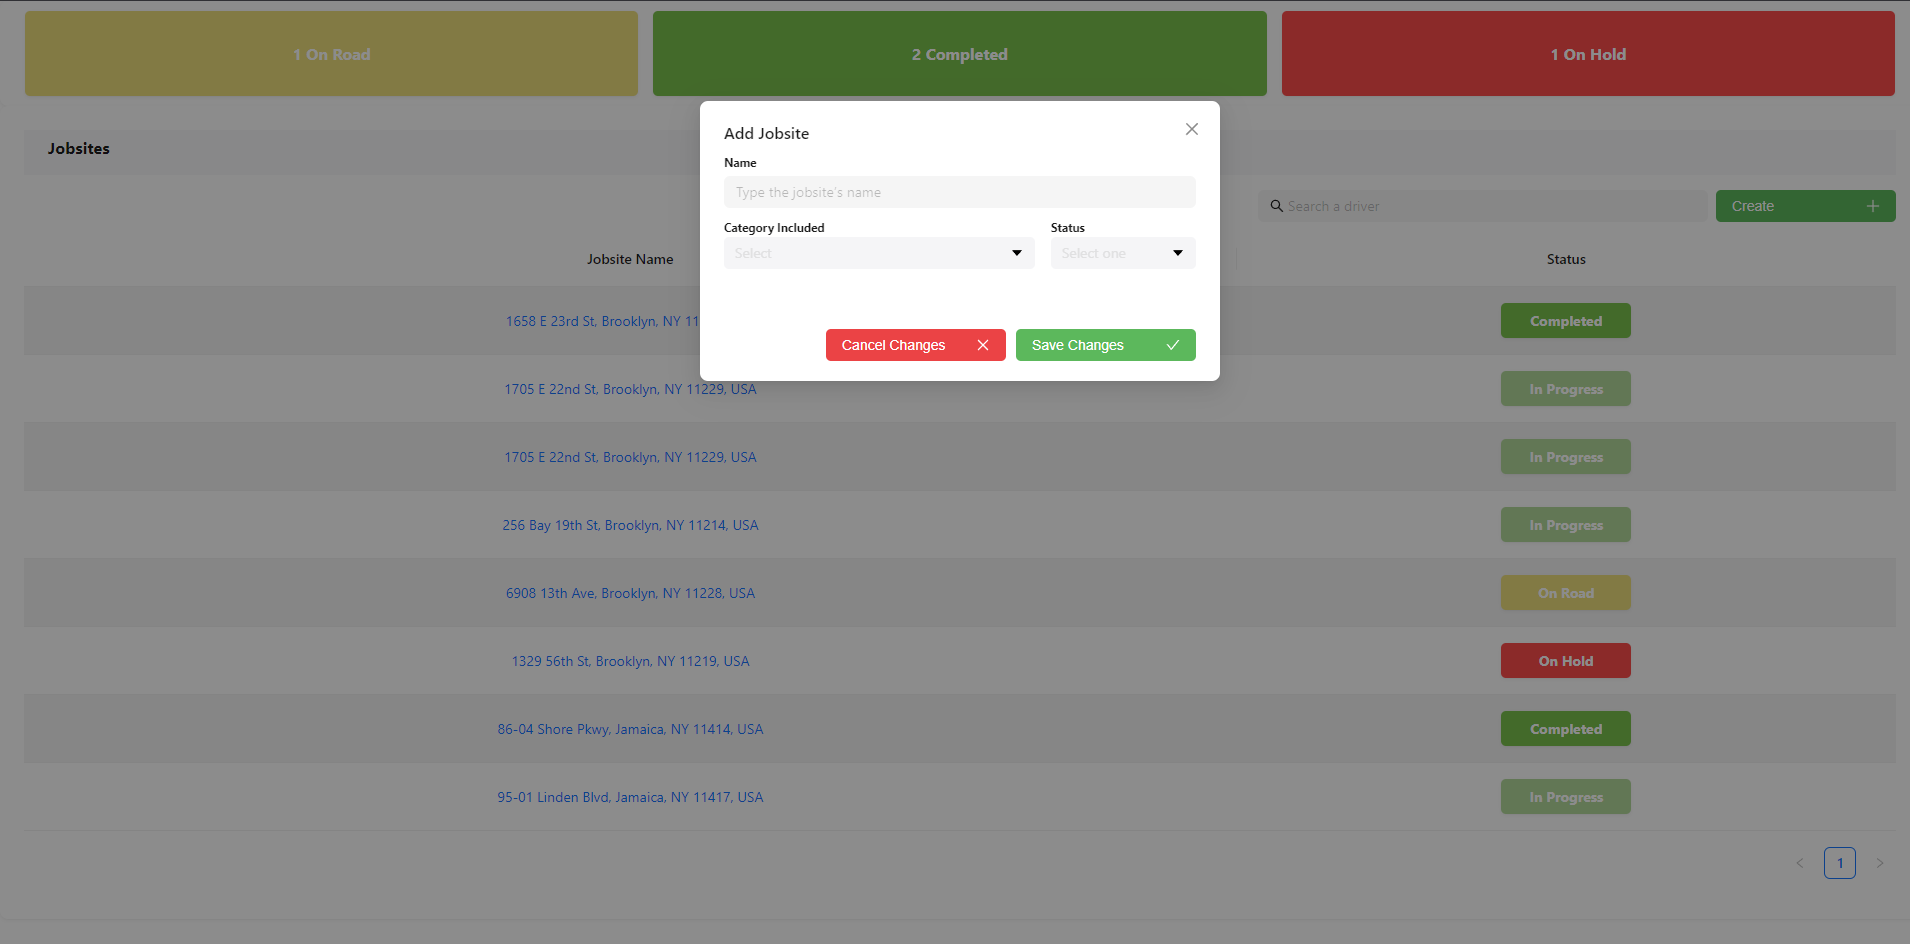 1 On Road
2 Completed
1 On Hold
Jobsites
Add Jobsite
Name
Type the jobsite's name
Category Included
Status
Select
Select one
Cancel Changes
Save Changes
Search a driver
Create
Jobsite Name
Status
1658 E 23rd St, Brooklyn, NY 11
Completed
1705 E 22nd St, Brooklyn, NY 11229, USA
In Progress
1705 E 22nd St, Brooklyn, NY 11229, USA
In Progress
256 Bay 19th St, Brooklyn, NY 11214, USA
In Progress
6908 13th Ave, Brooklyn, NY 11228, USA
On Road
1329 56th St, Brooklyn, NY 11219, USA
On Hold
86-04 Shore Pkwy, Jamaica, NY 11414, USA
Completed
95-01 Linden Blvd, Jamaica, NY 11417, USA
In Progress
1